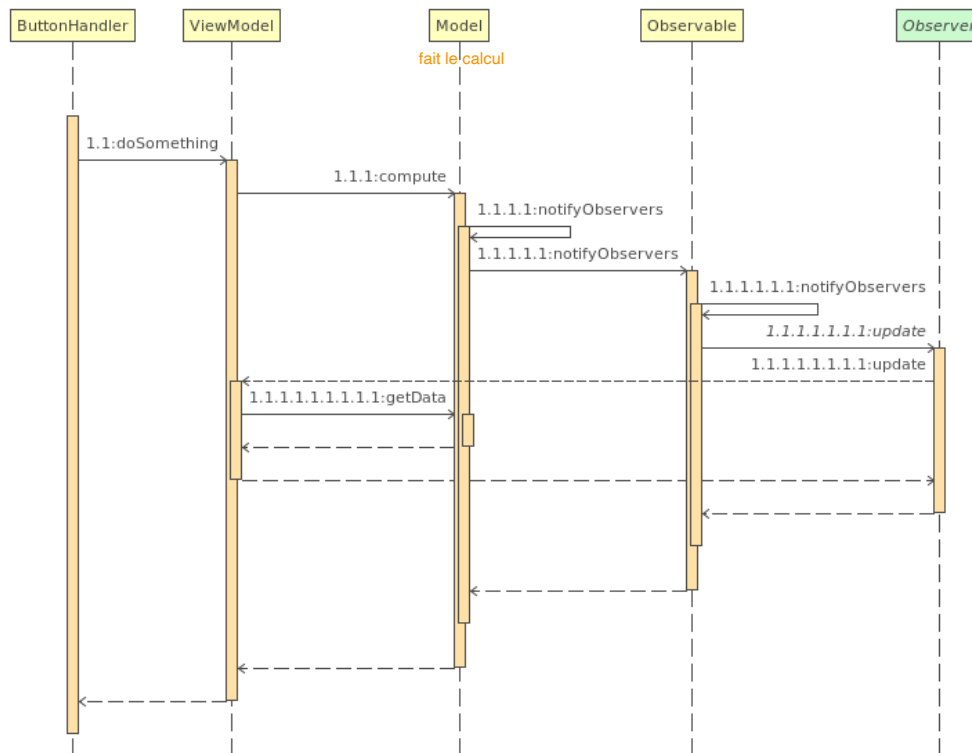 ButtonHandler
ViewModel
Model
Observable
Observer
fait le calcul
1.1:doSomething
1.1.1:compute
1.1.1.1:notifyObservers
1.1.1.1.1:notifyObservers
1.1.1.1.1.1:notifyObservers
1.1.1.1.1.1.1:update
1.1.1.1.1.1.1.1:update
1.1.1.1.1.1.1.1.1:getData